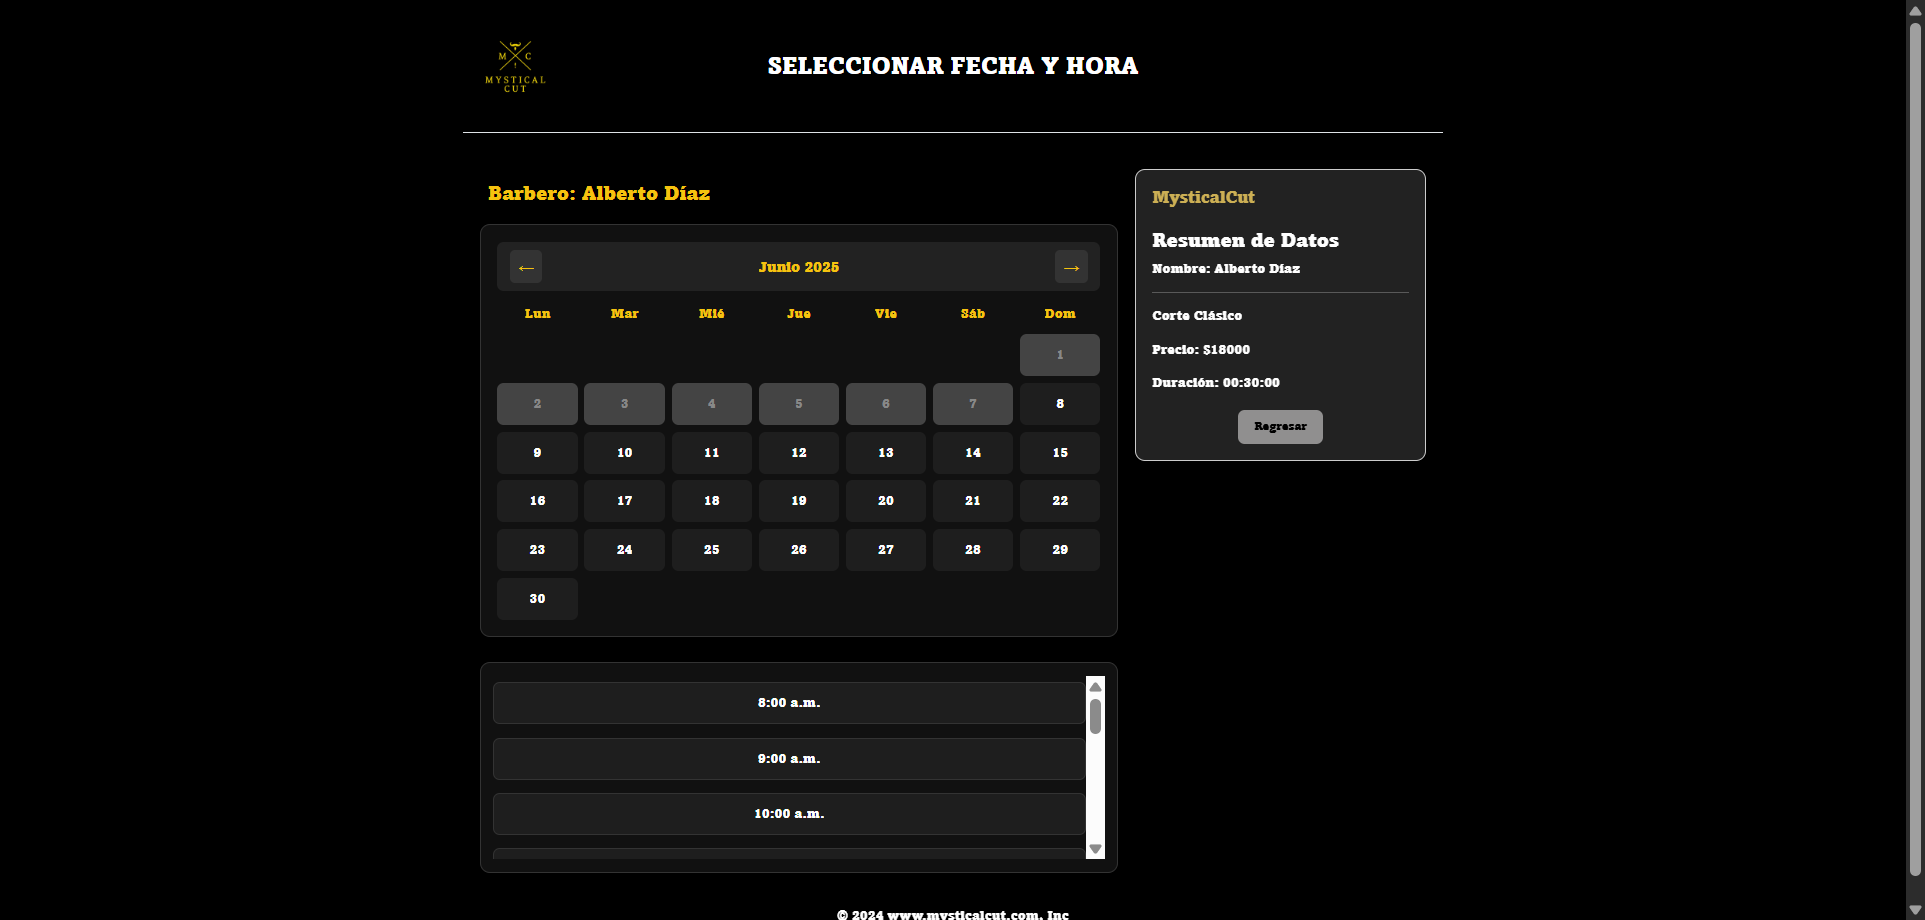 M C
MYSTICAL
CUT
SELECCIONAR FECHA Y HORA
Barbero: Alberto Díaz
← Junio 2025 →
Lun Mar Mié Jue Vie Sáb Dom
1
2 3 4 5 6 7 8
9 10 11 12 13 14 15
16 17 18 19 20 21 22
23 24 25 26 27 28 29
30
8:00 a.m.
9:00 a.m.
10:00 a.m.
MysticalCut
Resumen de Datos
Nombre: Alberto Díaz
Corte Clásico
Precio: $18000
Duración: 00:30:00
Regresar
© 2024 www.mysticalcut.com, Inc